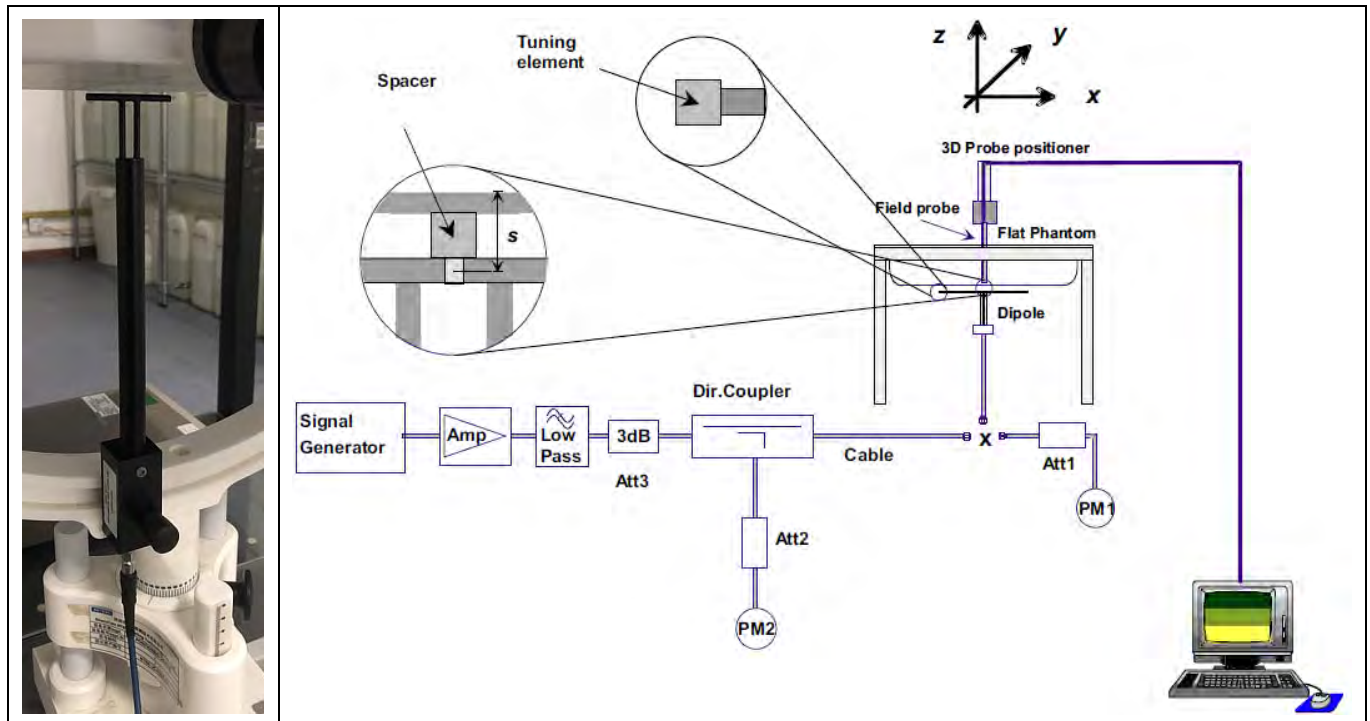 Tuning
element
Spacer
s
z
y
x
3D Probe positioner
Field probe
Flat Phantom
Dipole
Dir.Coupler
Signal
Generator
Amp
Low
Pass
3dB
Att3
Cable
x
Att1
PM1
Att2
PM2